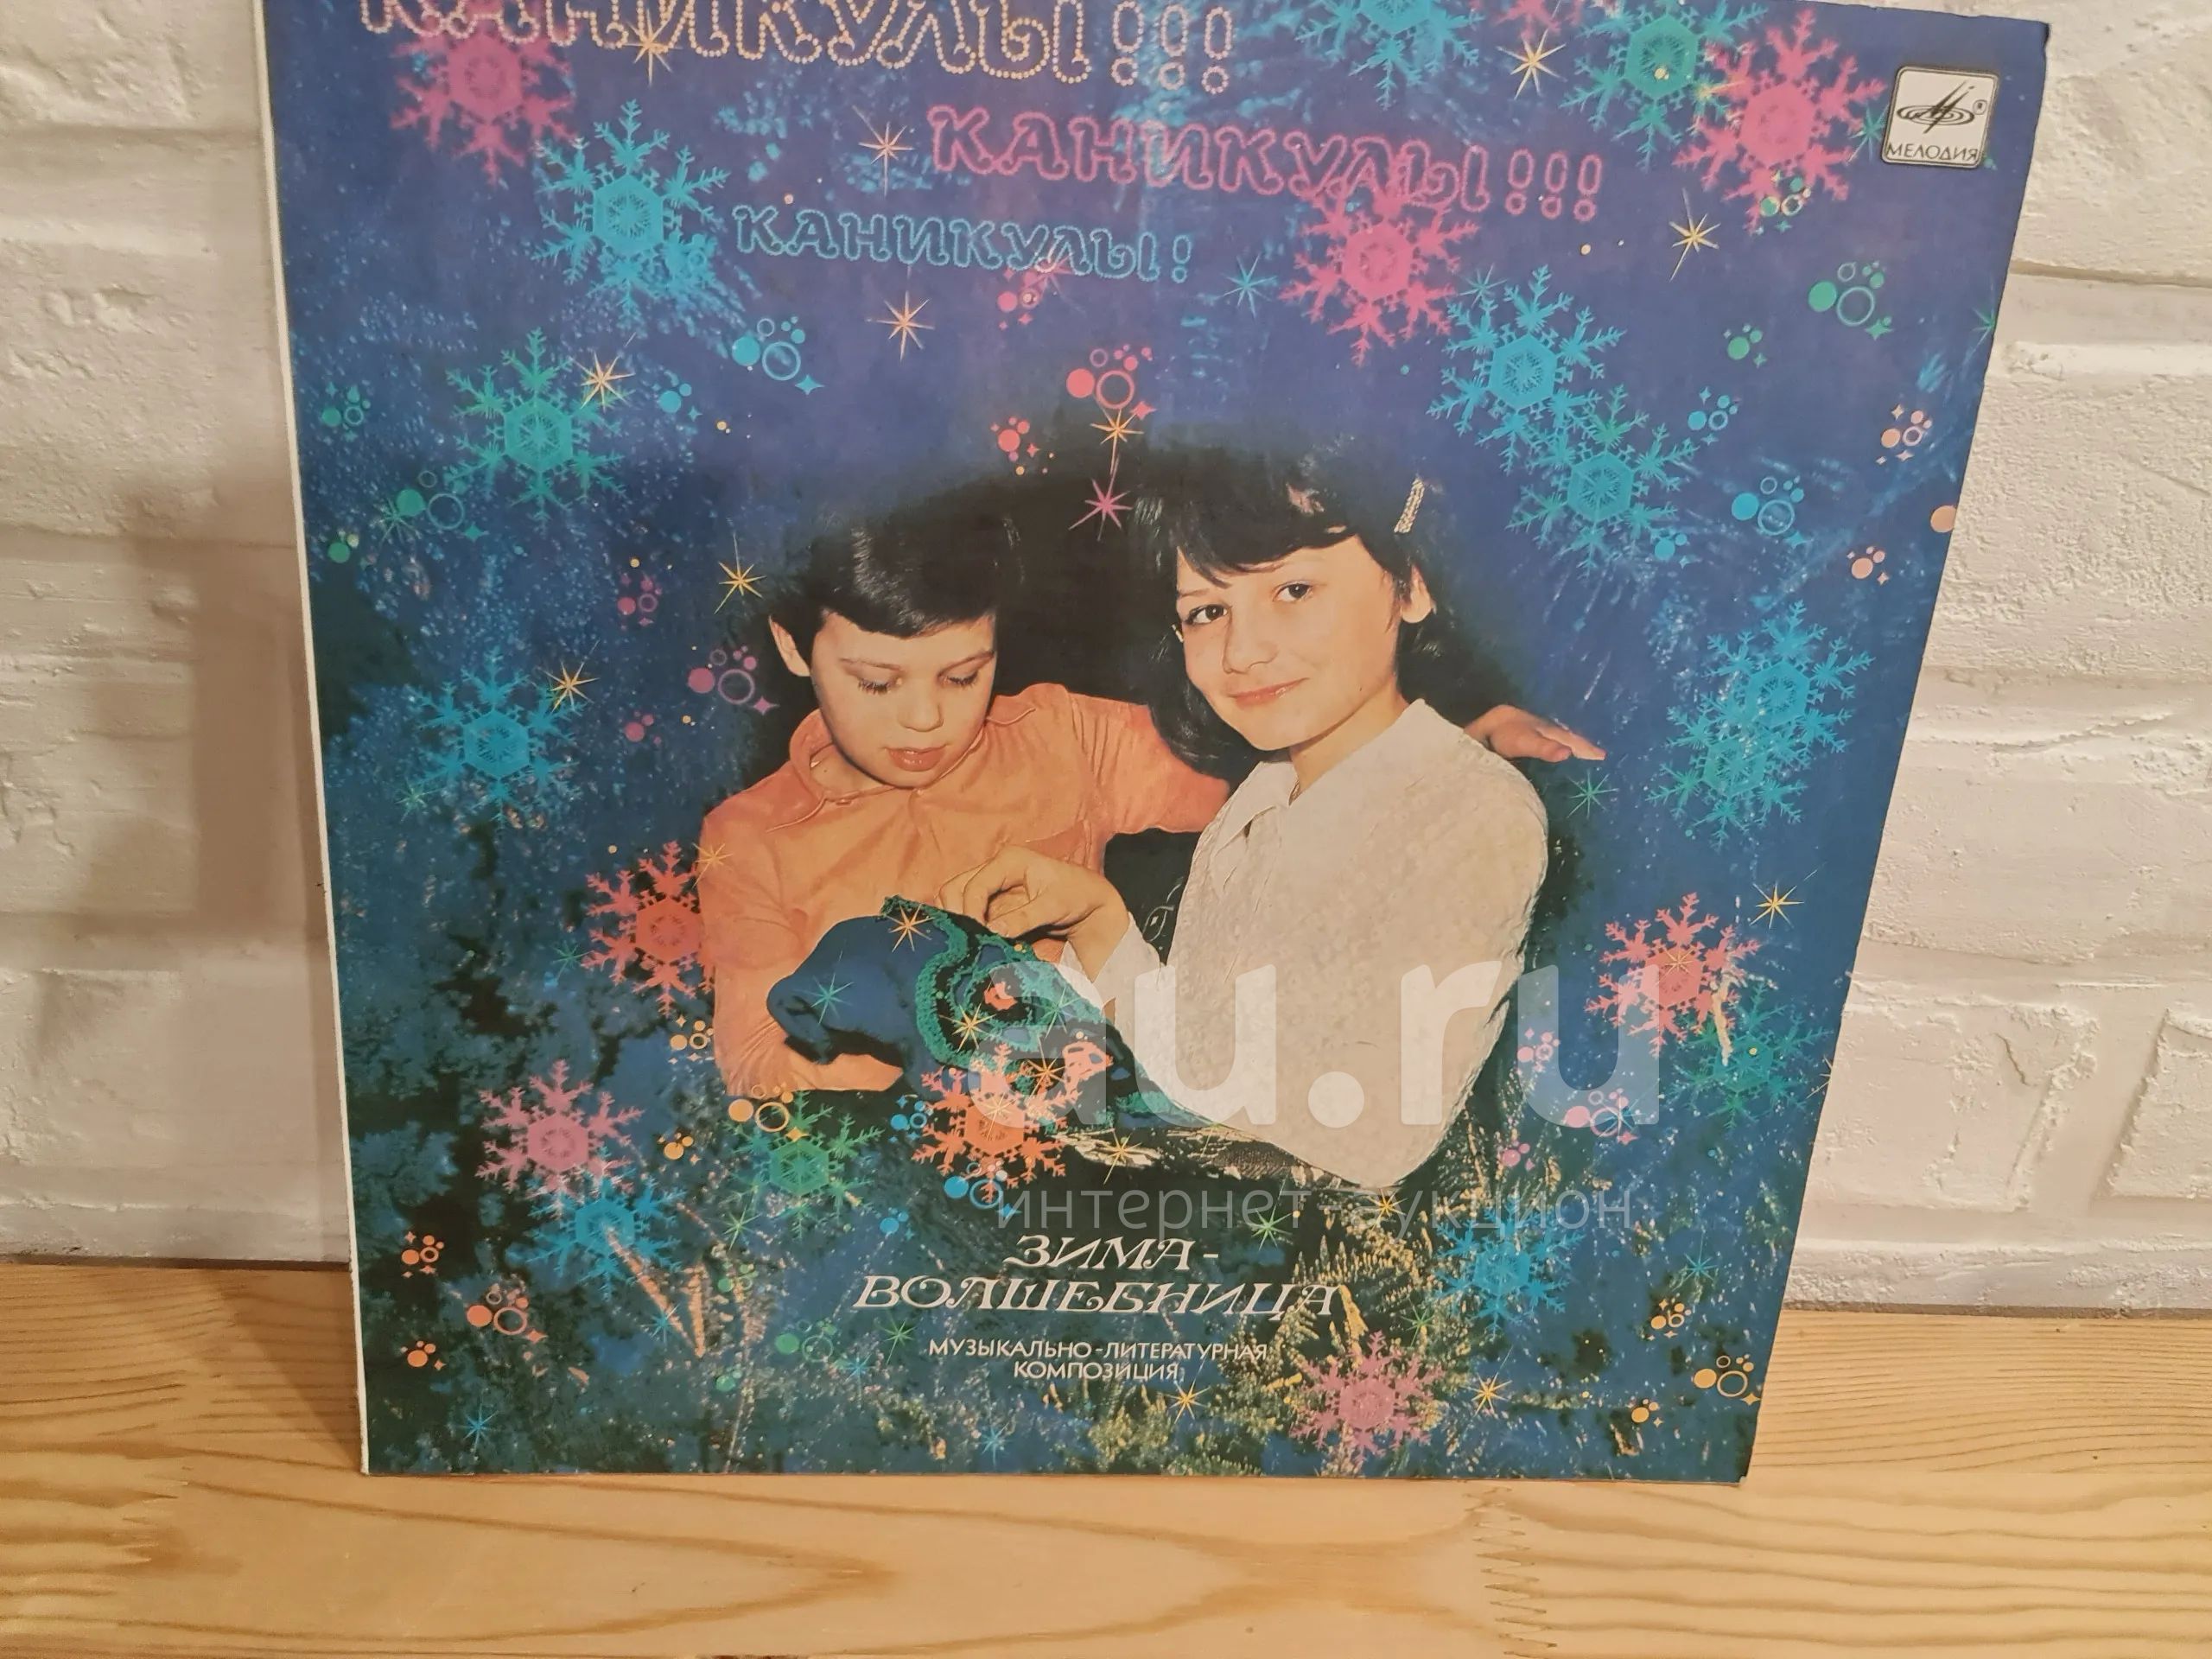 КАНИКУЛЫ!!!
КАНИКУЛЫ!!!
КАНИКУЛЫ!
МЕЛОДИЯ
au.ru
интернет-аукцион
ЗИМА-
ВОЛШЕБНИЦА
МУЗЫКАЛЬНО-ЛИТЕРАТУРНАЯ
КОМПОЗИЦИЯ